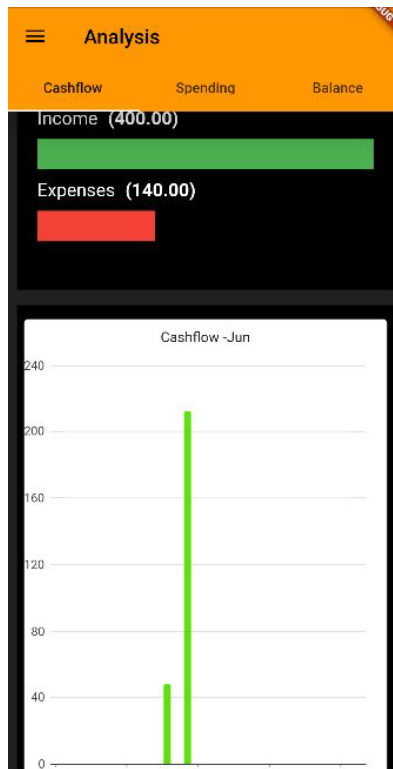 Analysis
Cashflow Spending Balance
Income (400.00)
Expenses (140.00)
Cashflow -Jun
240
200
160
120
80
40
0